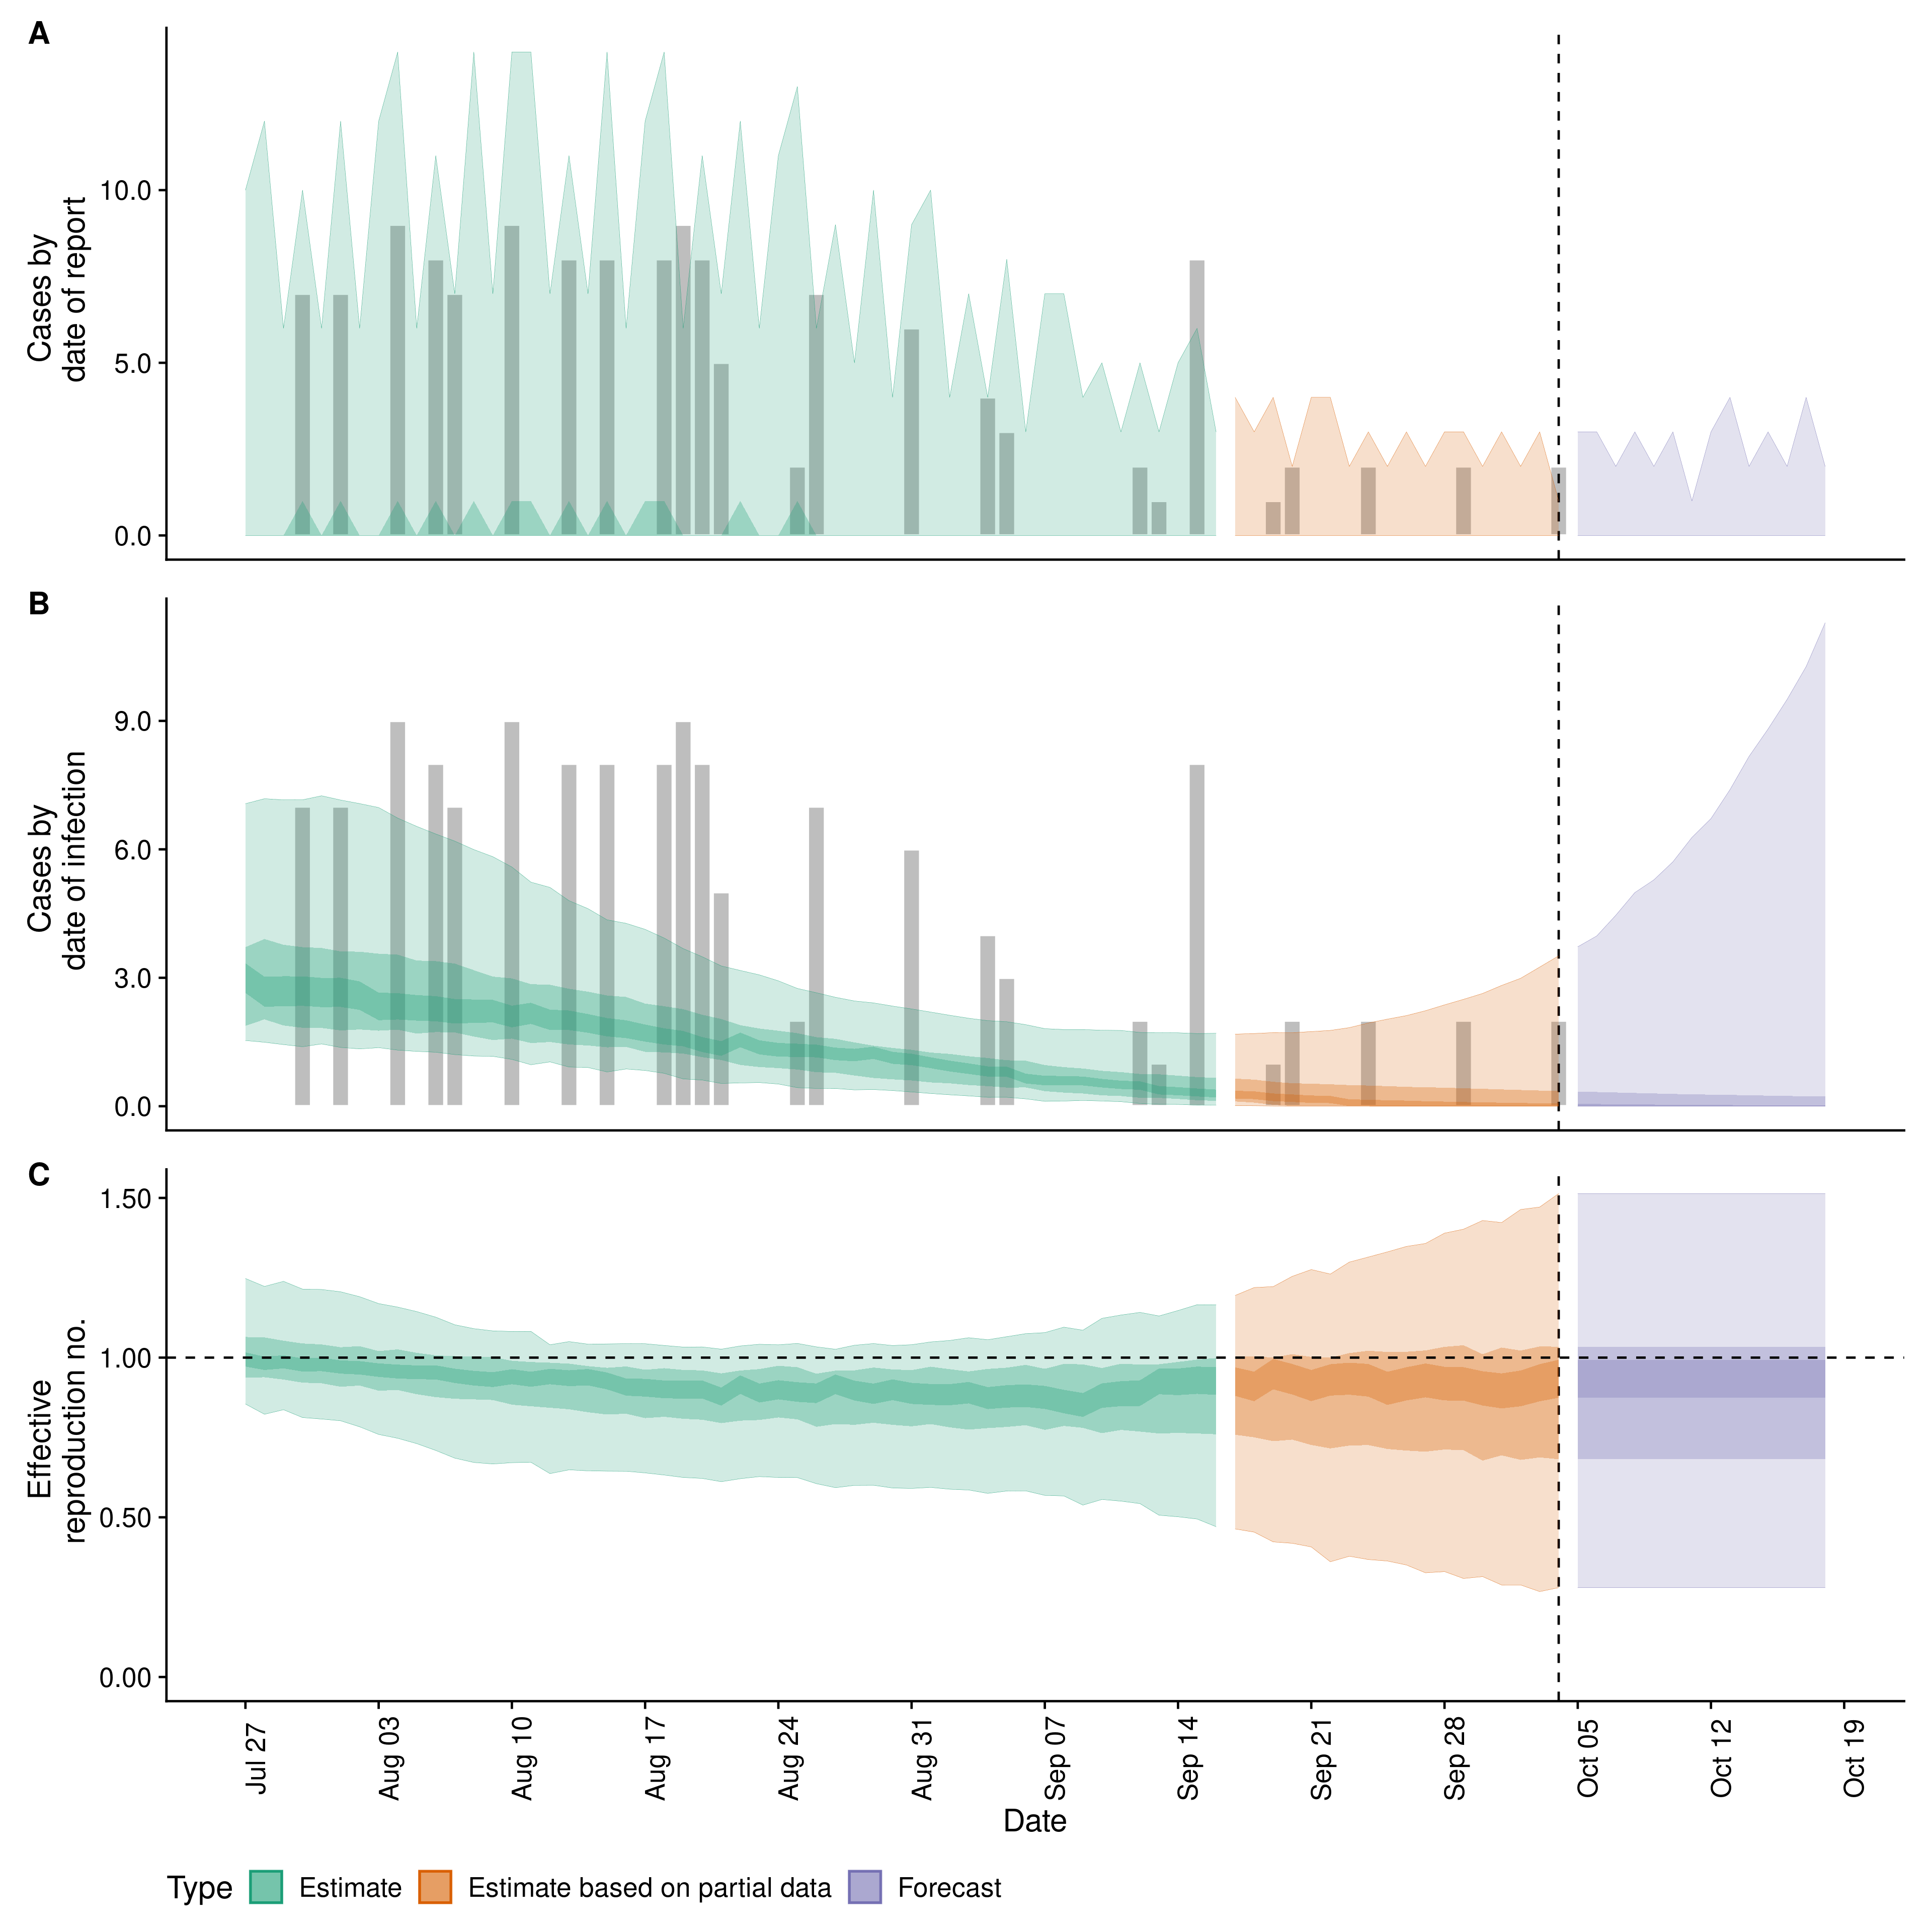 A
Cases by
date of report
10.0
5.0
0.0
B
Cases by
date of infection
9.0
6.0
3.0
0.0
C
Effective
reproduction no.
1.50
1.00
0.50
0.00
Jul 27
Aug 03
Aug 10
Aug 17
Aug 24
Aug 31
Sep 07
Sep 14
Sep 21
Sep 28
Oct 05
Oct 12
Oct 19
Date
Type Estimate Estimate based on partial data Forecast